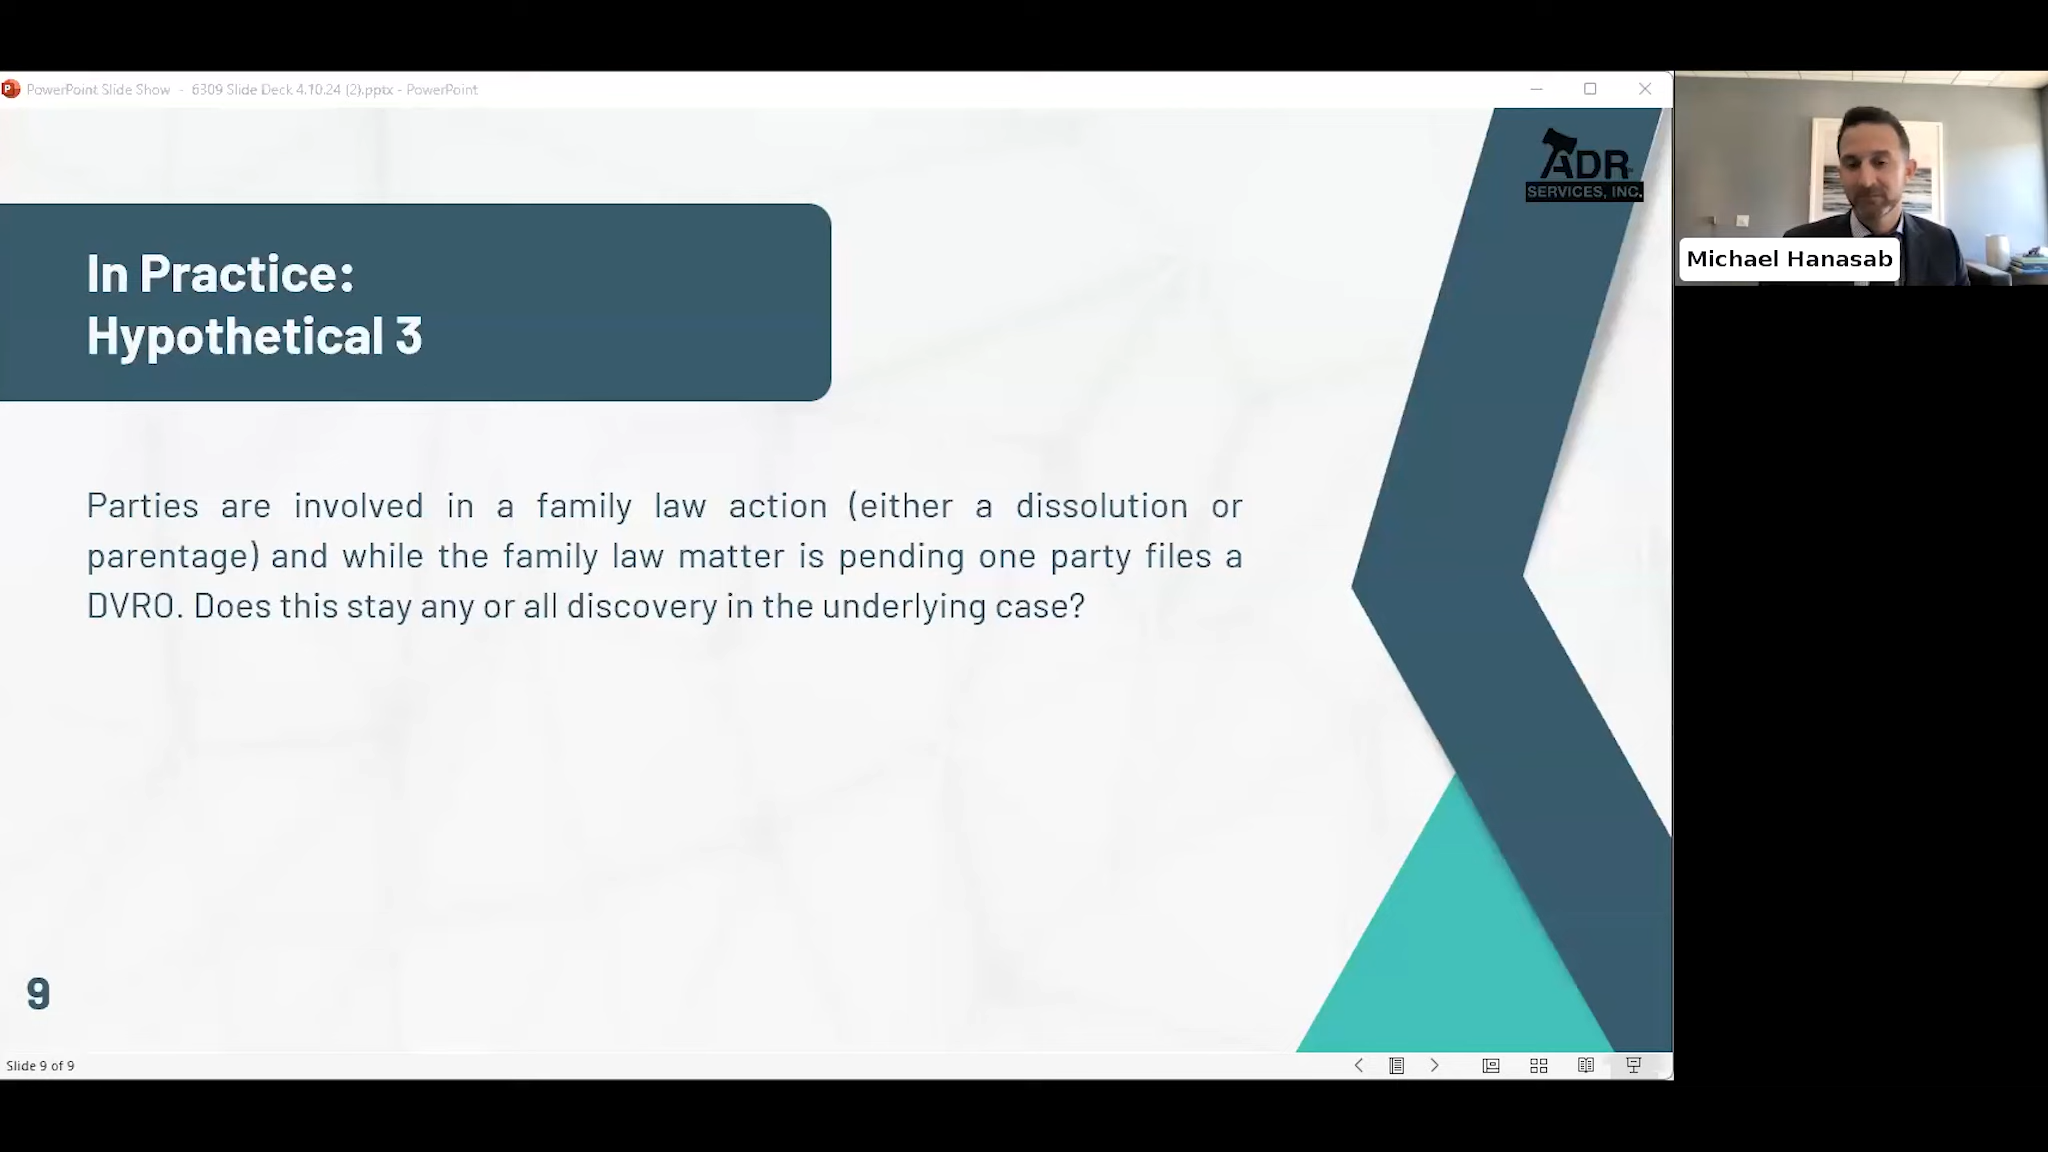 PowerPoint Slide Show - 6309 Slide Deck 4.10.24 (2).pptx - PowerPoint
ADR
SERVICES, INC.
Michael Hanasab
In Practice:
Hypothetical 3
Parties are involved in a family law action (either a dissolution or
parentage) and while the family law matter is pending one party files a
DVRO. Does this stay any or all discovery in the underlying case?
9
Slide 9 of 9